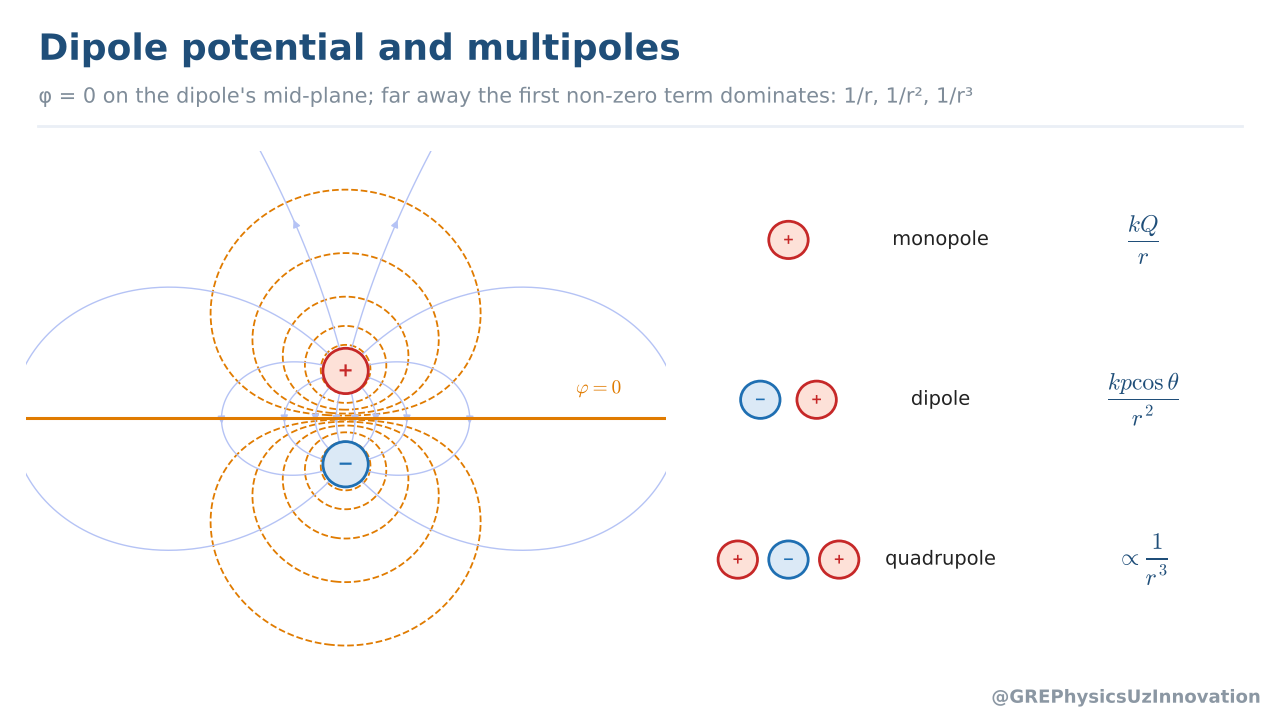 Dipole potential and multipoles
φ = 0 on the dipole's mid-plane; far away the first non-zero term dominates: 1/r, 1/r², 1/r³
+ monopole kQ/r
φ = 0
+
− + dipole kp cos θ/r²
−
+ − + quadrupole ∝ 1/r³
@GREPhysicsUzInnovation